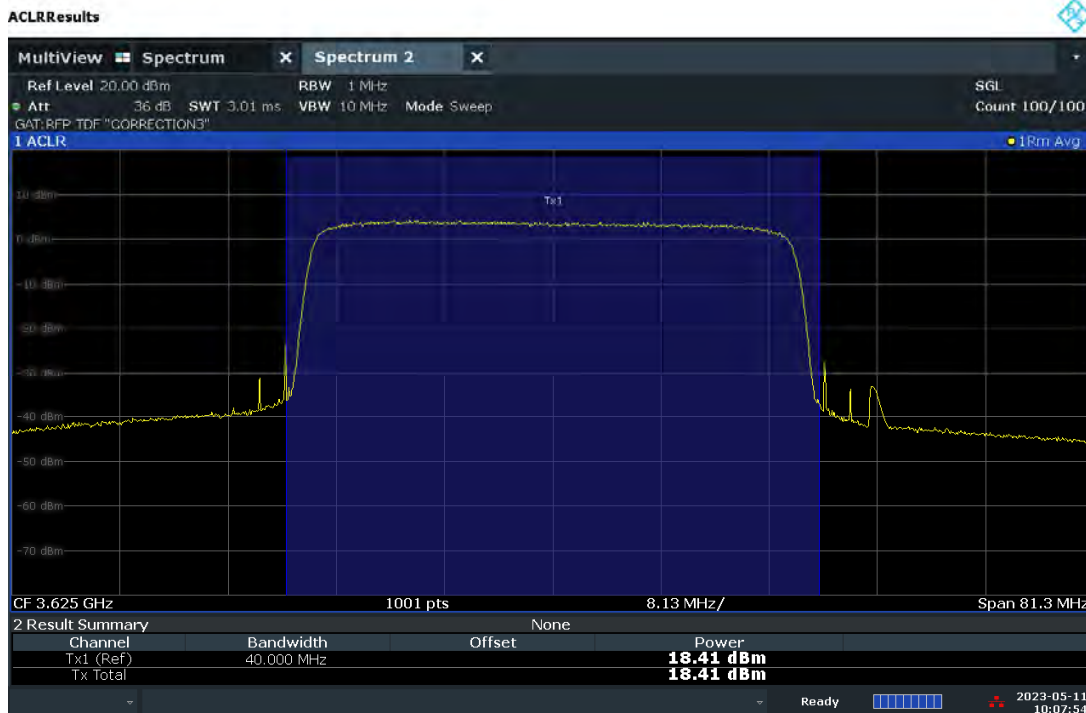 ACLRResults
MultiView Spectrum X Spectrum 2 X
Ref Level 20.00 dBm RBW 1 MHz SGL
Att 36 dB SWT 3.01 ms VBW 10 MHz Mode Sweep Count 100/100
GAT:RFP TDF "CORRECTION3"
1 ACLR 1Rm Avg
10 dBm
Tx1
0 dBm
-10 dBm
-20 dBm
-30 dBm
-40 dBm
-50 dBm
-60 dBm
-70 dBm
CF 3.625 GHz 1001 pts 8.13 MHz/ Span 81.3 MHz
2 Result Summary None
Channel Bandwidth Offset Power
Tx1 (Ref) 40.000 MHz 18.41 dBm
Tx Total 18.41 dBm
Ready 2023-05-11
10:07:54